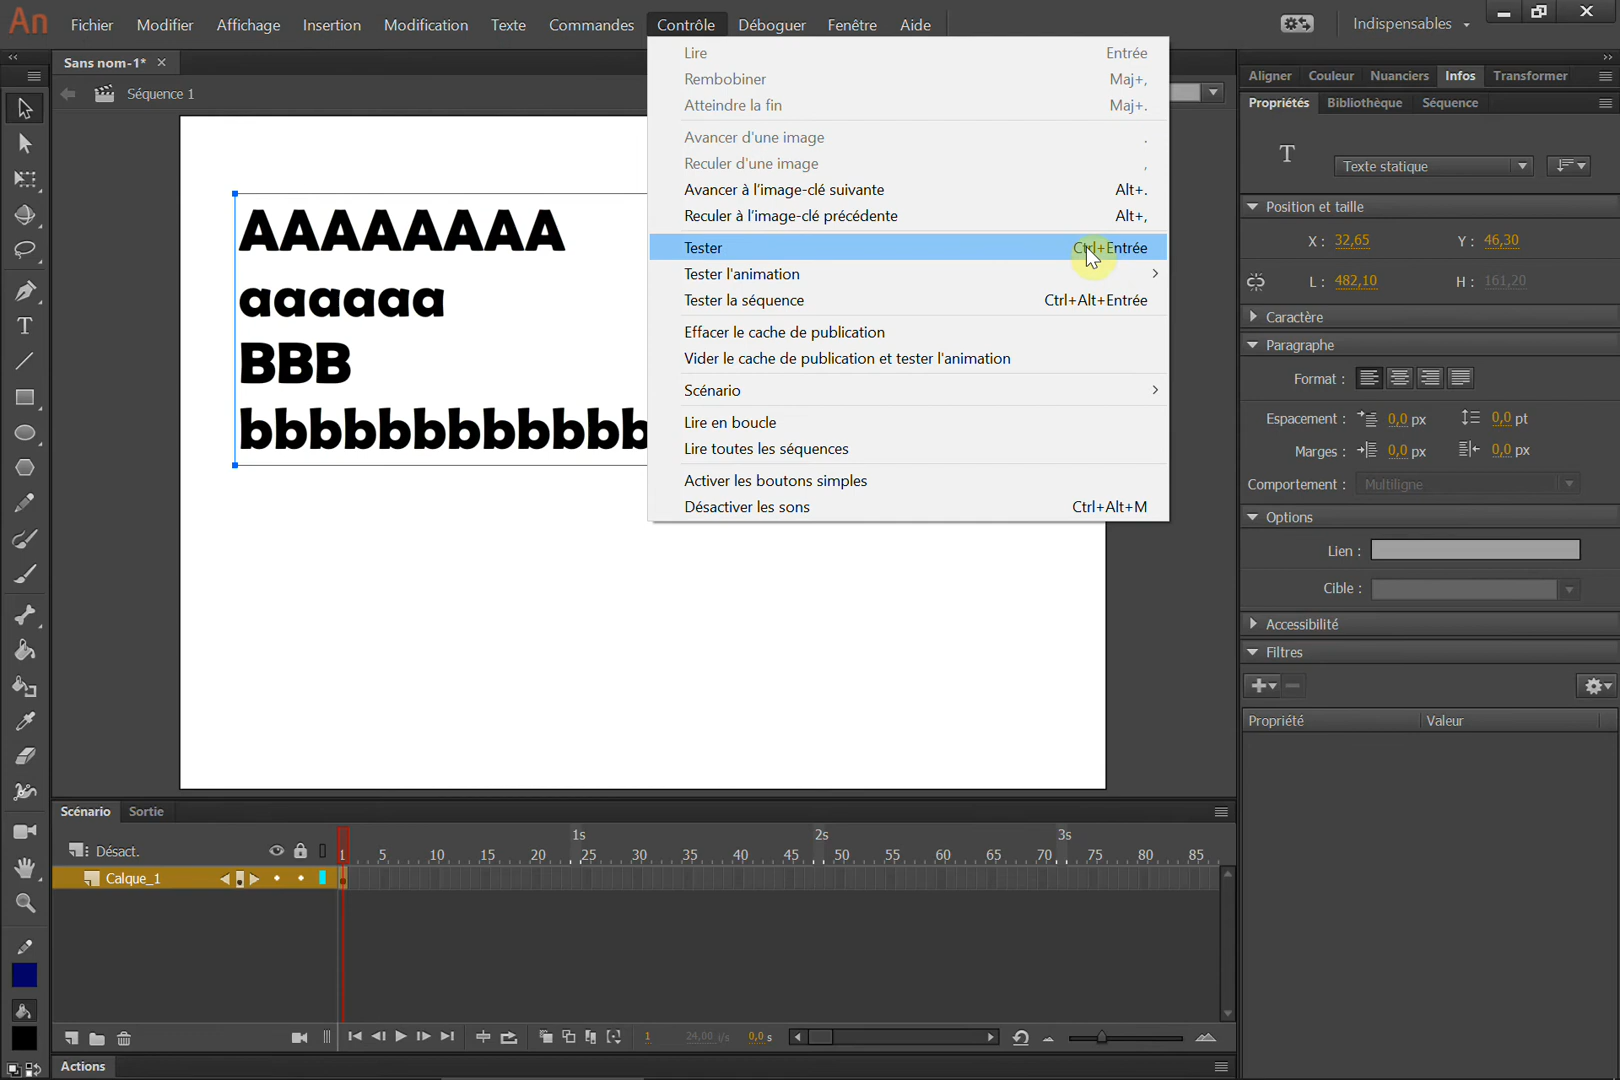 An Fichier Modifier Affichage Insertion Modification Texte Commandes Contrôle Déboguer Fenêtre Aide Indispensables
Sans nom-1*
Séquence 1
AAAAAAAA
aaaaaa
BBB
bbbbbbbbbbbb
Lire Entrée
Rembobiner Maj+,
Atteindre la fin Maj+.
Avancer d'une image .
Reculer d'une image ,
Avancer à l'image-clé suivante Alt+.
Reculer à l'image-clé précédente Alt+,
Tester Ctrl+Entrée
Tester l'animation
Tester la séquence Ctrl+Alt+Entrée
Effacer le cache de publication
Vider le cache de publication et tester l'animation
Scénario
Lire en boucle
Lire toutes les séquences
Activer les boutons simples
Désactiver les sons Ctrl+Alt+M
Aligner Couleur Nuanciers Infos Transformer
Propriétés Bibliothèque Séquence
T Texte statique
Position et taille
X : 32,65 Y : 46,30
L : 482,10 H : 161,20
Caractère
Paragraphe
Format :
Espacement : 0,0 px 0,0 pt
Marges : 0,0 px 0,0 px
Comportement : Multiligne
Options
Lien :
Cible :
Accessibilité
Filtres
Propriété Valeur
Scénario Sortie
1s 2s 3s
Désact. 1 5 10 15 20 25 30 35 40 45 50 55 60 65 70 75 80 85
Calque_1
1 24,00 i/s 0,0 s
Actions